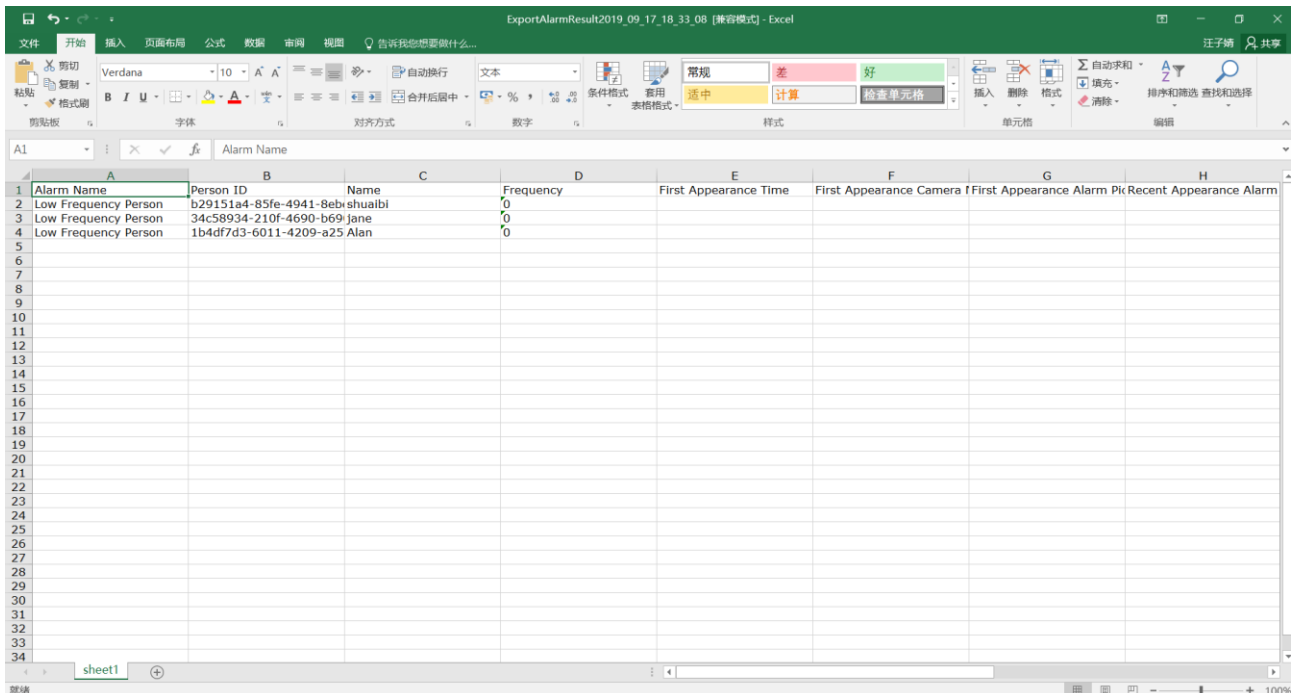 ExportAlarmResult2019_09_17_18_33_08 [兼容模式] - Excel
文件 开始 插入 页面布局 公式 数据 审阅 视图 告诉我您想要做什么... 汪子婧 共享
剪切 Verdana 10 自动换行 文本 常规 差 好 自动求和
复制 填充
粘贴 格式刷 B I U 合并后居中 % 条件格式 套用表格格式 适中 计算 检查单元格 插入 删除 格式 清除 排序和筛选 查找和选择
剪贴板 字体 对齐方式 数字 样式 单元格 编辑
A1 fx Alarm Name
A B C D E F G H
1 Alarm Name Person ID Name Frequency First Appearance Time First Appearance Camera First Appearance Alarm Recent Appearance Alarm
2 Low Frequency Person b29151a4-85fe-4941-8eb shuaibi 0
3 Low Frequency Person 34c58934-210f-4690-b69 jane 0
4 Low Frequency Person 1b4df7d3-6011-4209-a25 Alan 0
5
6
7
8
9
10
11
12
13
14
15
16
17
18
19
20
21
22
23
24
25
26
27
28
29
30
31
32
33
34
sheet1
就绪 100%